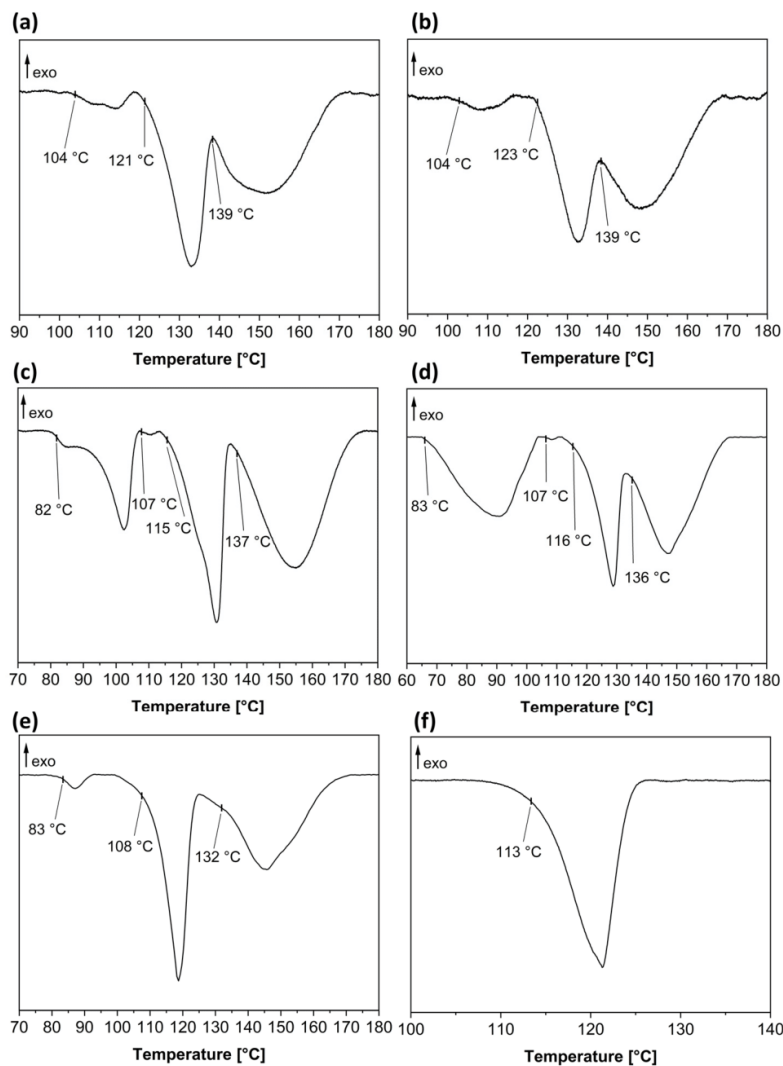 (a) (b)
exo exo
104 °C 121 °C 139 °C 104 °C 123 °C 139 °C
90 100 110 120 130 140 150 160 170 180 90 100 110 120 130 140 150 160 170 180
Temperature [°C] Temperature [°C]
(c) (d)
exo exo
82 °C 107 °C 115 °C 137 °C 83 °C 107 °C 116 °C 136 °C
70 80 90 100 110 120 130 140 150 160 170 180 60 70 80 90 100 110 120 130 140 150 160 170 180
Temperature [°C] Temperature [°C]
(e) (f)
exo exo
83 °C 108 °C 132 °C 113 °C
70 80 90 100 110 120 130 140 150 160 170 180 100 110 120 130 140
Temperature [°C] Temperature [°C]